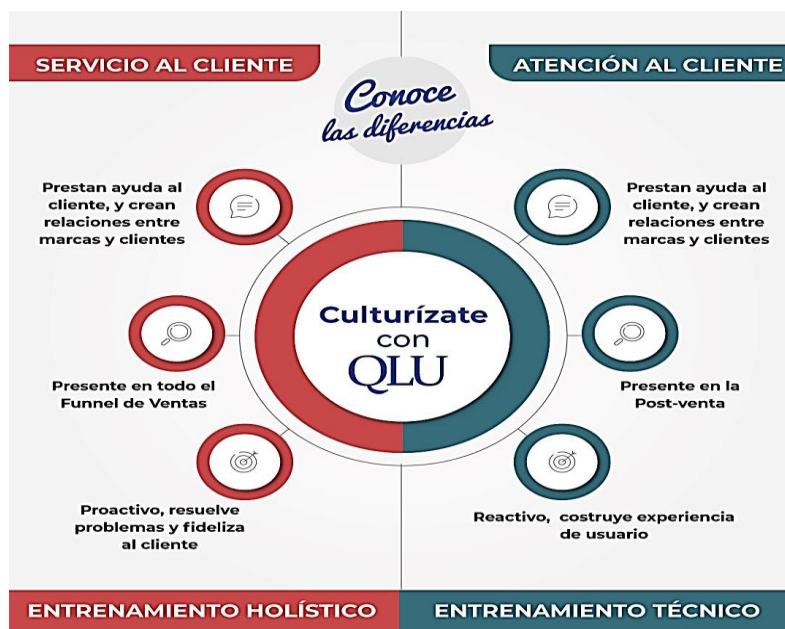 SERVICIO AL CLIENTE
ATENCIÓN AL CLIENTE
Conoce
las diferencias
Prestan ayuda al
cliente, y crean
relaciones entre
marcas y clientes
Prestan ayuda al
cliente, y crean
relaciones entre
marcas y clientes
Culturízate
con
QLU
Presente en todo el
Funnel de Ventas
Presente en la
Post-venta
Proactivo, resuelve
problemas y fideliza
al cliente
Reactivo, costruye experiencia
de usuario
ENTRENAMIENTO HOLÍSTICO
ENTRENAMIENTO TÉCNICO